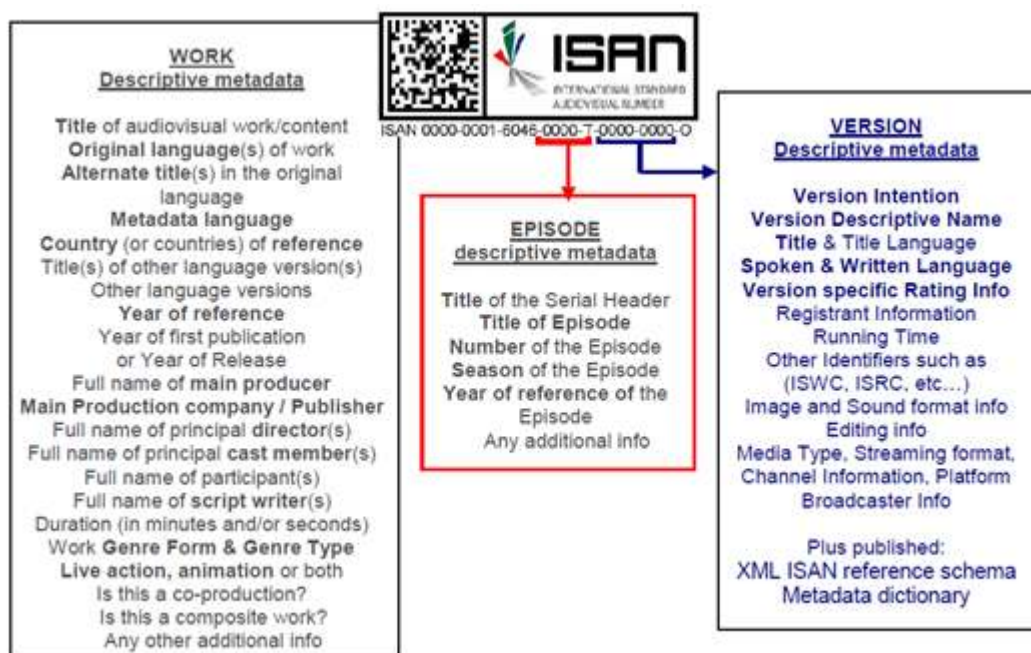 WORK
Descriptive metadata
Title of audiovisual work/content
Original language(s) of work
Alternate title(s) in the original
language
Metadata language
Country (or countries) of reference
Title(s) of other language version(s)
Other language versions
Year of reference
Year of first publication
or Year of Release
Full name of main producer
Main Production company / Publisher
Full name of principal director(s)
Full name of principal cast member(s)
Full name of participant(s)
Full name of script writer(s)
Duration (in minutes and/or seconds)
Work Genre Form & Genre Type
Live action, animation or both
Is this a co-production?
Is this a composite work?
Any other additional info
ISAN
INTERNATIONAL STANDARD
AUDIOVISUAL NUMBER
ISAN 0000-0001-6046-0000-T-0000-0000-O
EPISODE
descriptive metadata
Title of the Serial Header
Title of Episode
Number of the Episode
Season of the Episode
Year of reference of the
Episode
Any additional info
VERSION
Descriptive metadata
Version Intention
Version Descriptive Name
Title & Title Language
Spoken & Written Language
Version specific Rating Info
Registrant Information
Running Time
Other Identifiers such as
(ISWC, ISRC, etc...)
Image and Sound format info
Editing info
Media Type, Streaming format,
Channel Information, Platform
Broadcaster Info
Plus published:
XML ISAN reference schema
Metadata dictionary